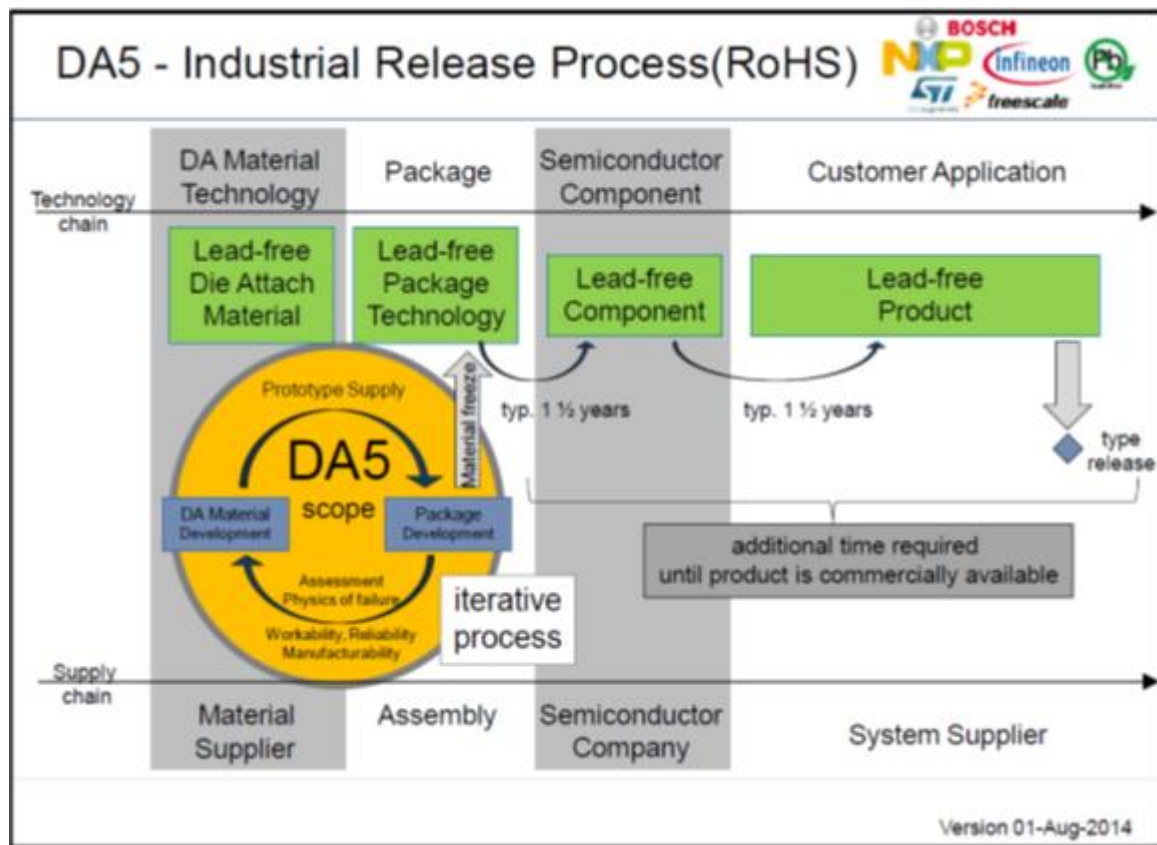 DA5 - Industrial Release Process(RoHS)
BOSCH
NXP
infineon
Pb
ST
freescale
DA Material
Technology
Package
Semiconductor
Component
Customer Application
Technology
chain
Lead-free
Die Attach
Material
Lead-free
Package
Technology
Lead-free
Component
Lead-free
Product
Prototype Supply
Material freeze
typ. 1 ½ years
typ. 1 ½ years
type
release
DA5
scope
DA Material
Development
Package
Development
additional time required
until product is commercially available
Assessment
Physics of failure
iterative
process
Workability, Reliability
Manufacturability
Supply
chain
Material
Supplier
Assembly
Semiconductor
Company
System Supplier
Version 01-Aug-2014